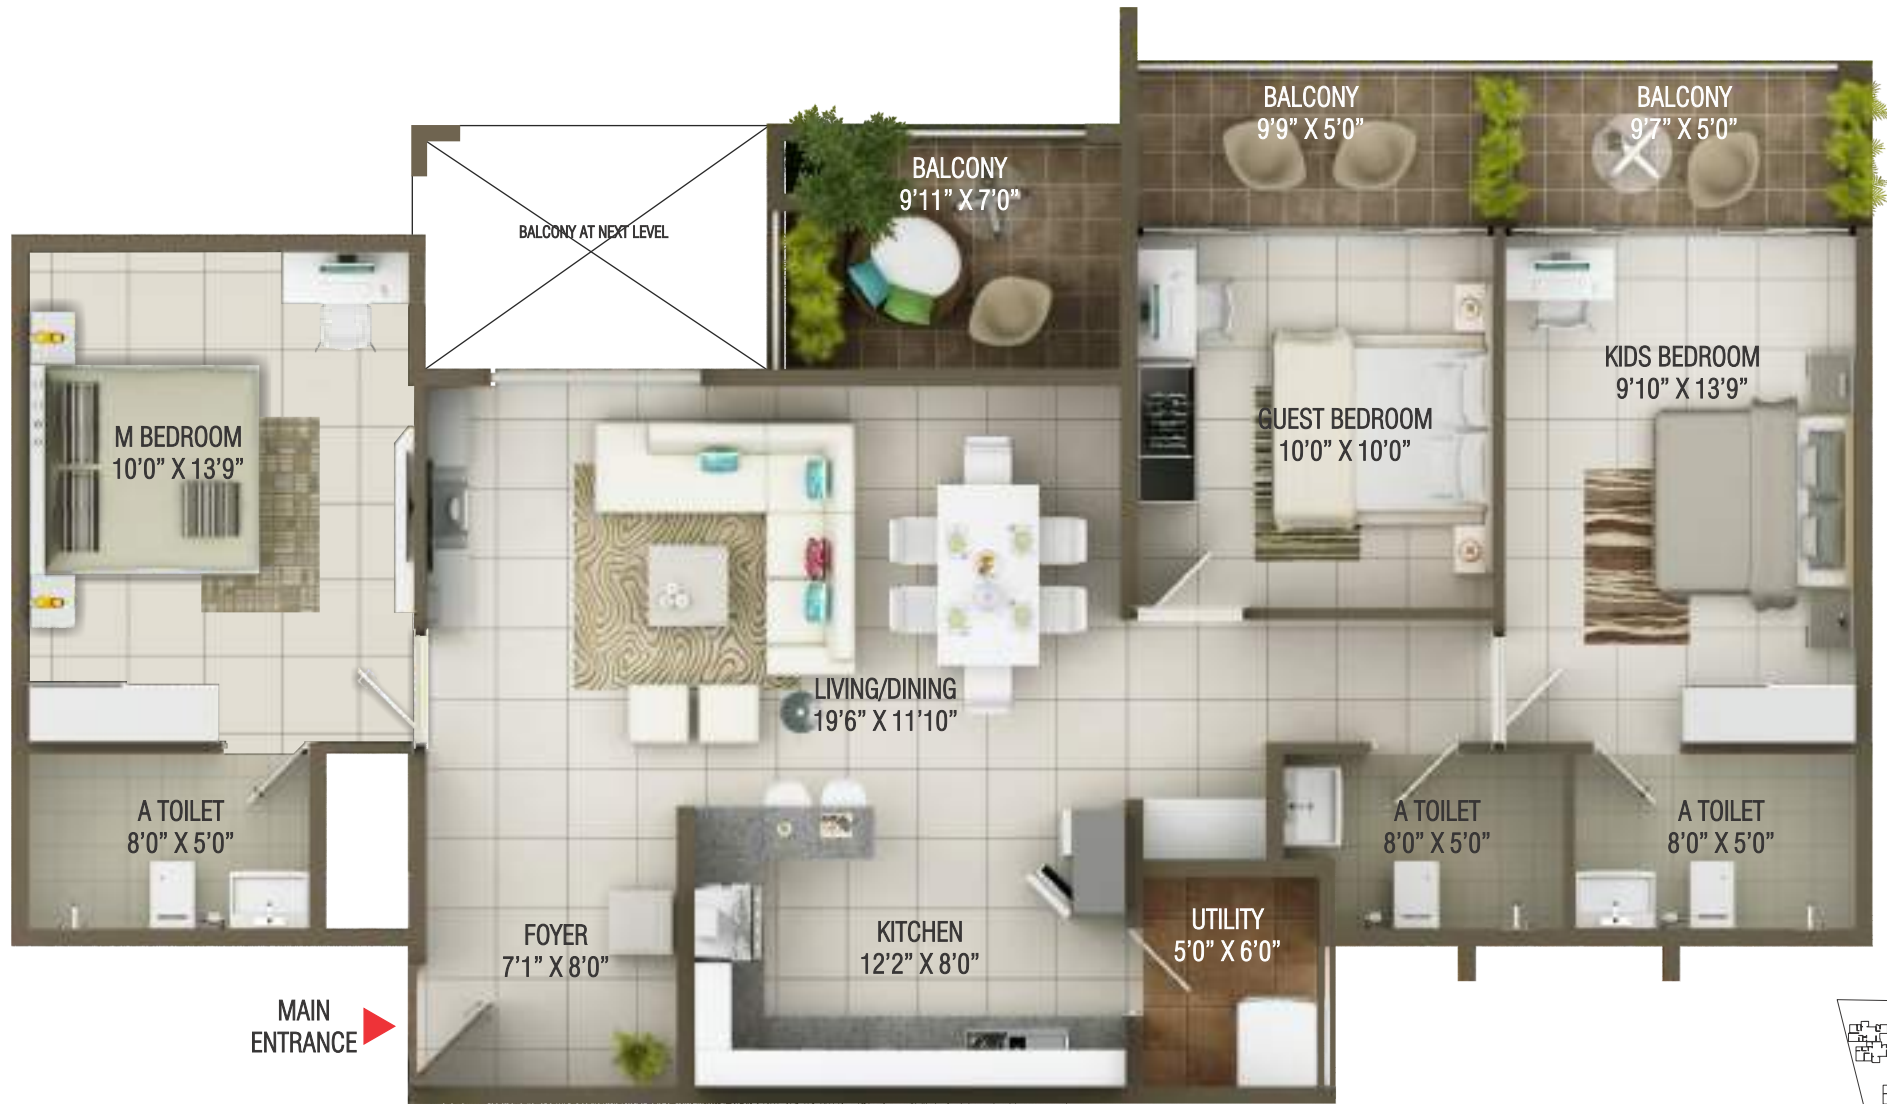 BALCONY
9'9" X 5'0"
BALCONY
9'7" X 5'0"
BALCONY
9'11" X 7'0"
BALCONY AT NEXT LEVEL
M BEDROOM
10'0" X 13'9"
GUEST BEDROOM
10'0" X 10'0"
KIDS BEDROOM
9'10" X 13'9"
LIVING/DINING
19'6" X 11'10"
A TOILET
8'0" X 5'0"
A TOILET
8'0" X 5'0"
A TOILET
8'0" X 5'0"
FOYER
7'1" X 8'0"
KITCHEN
12'2" X 8'0"
UTILITY
5'0" X 6'0"
MAIN
ENTRANCE